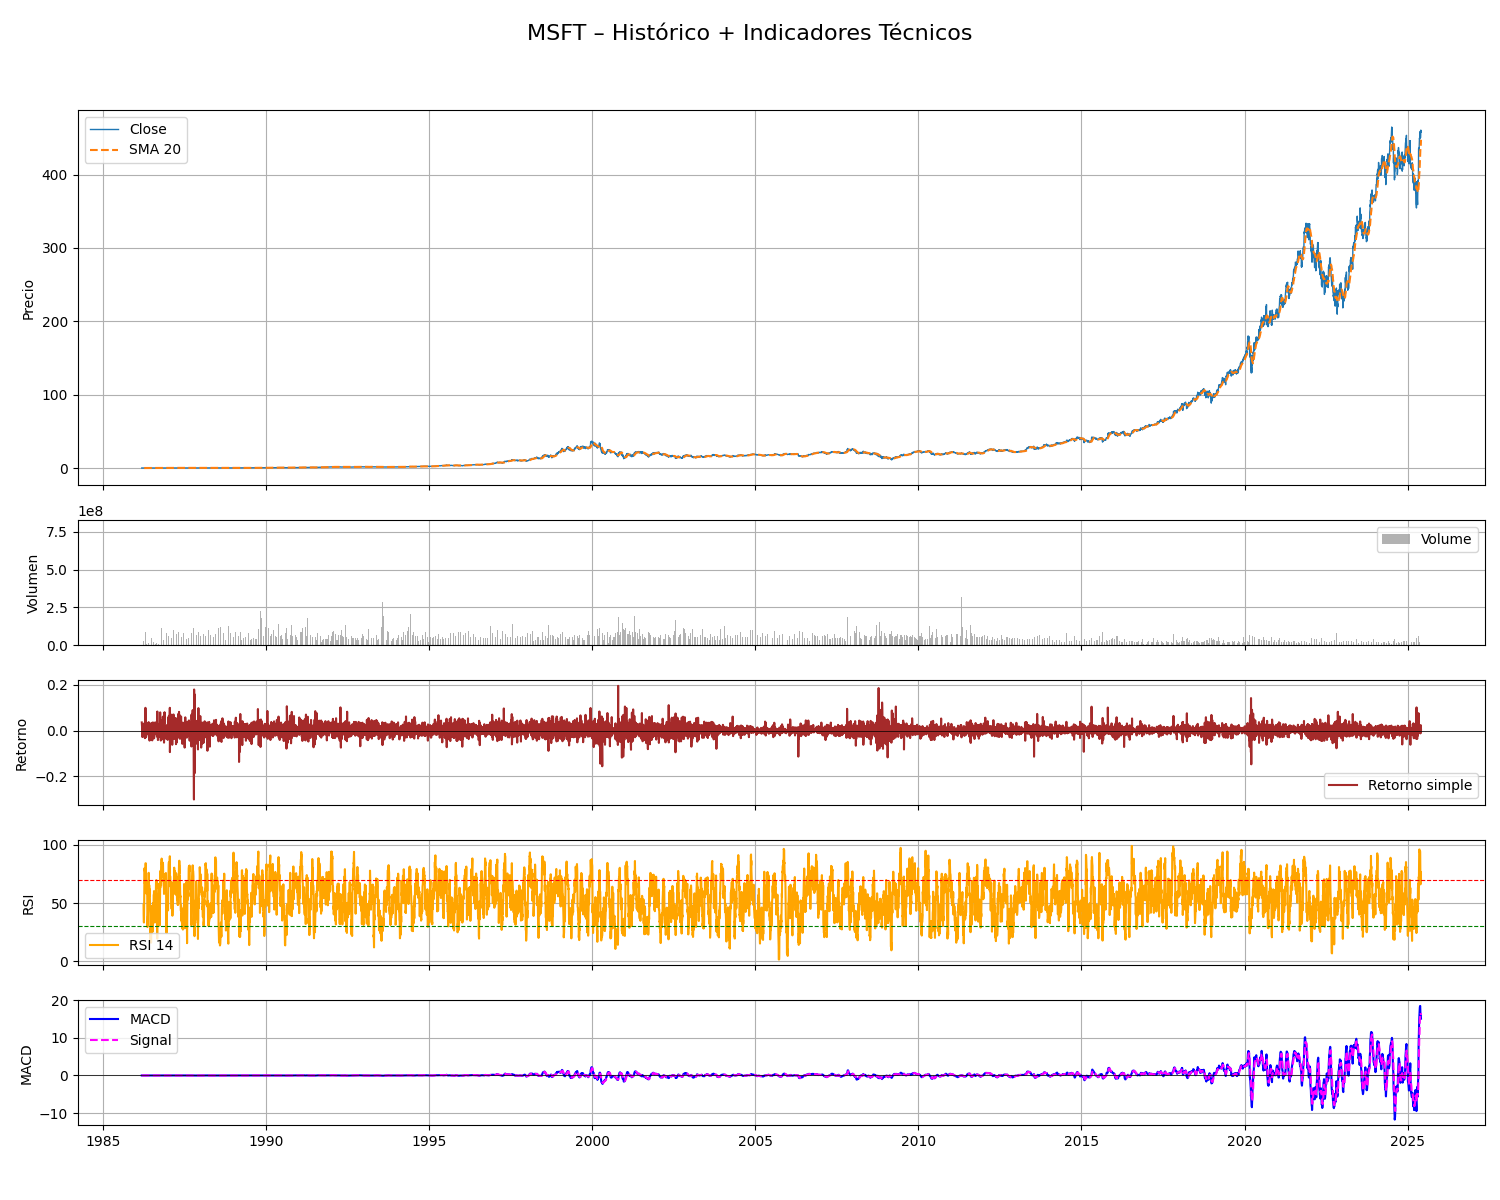 MSFT – Histórico + Indicadores Técnicos
Close
SMA 20
Precio
400
300
200
100
0
1e8
Volumen
7.5
5.0
2.5
0.0
Volume
Retorno
0.2
0.0
−0.2
Retorno simple
RSI
100
50
0
RSI 14
MACD
20
10
0
−10
MACD
Signal
1985 1990 1995 2000 2005 2010 2015 2020 2025